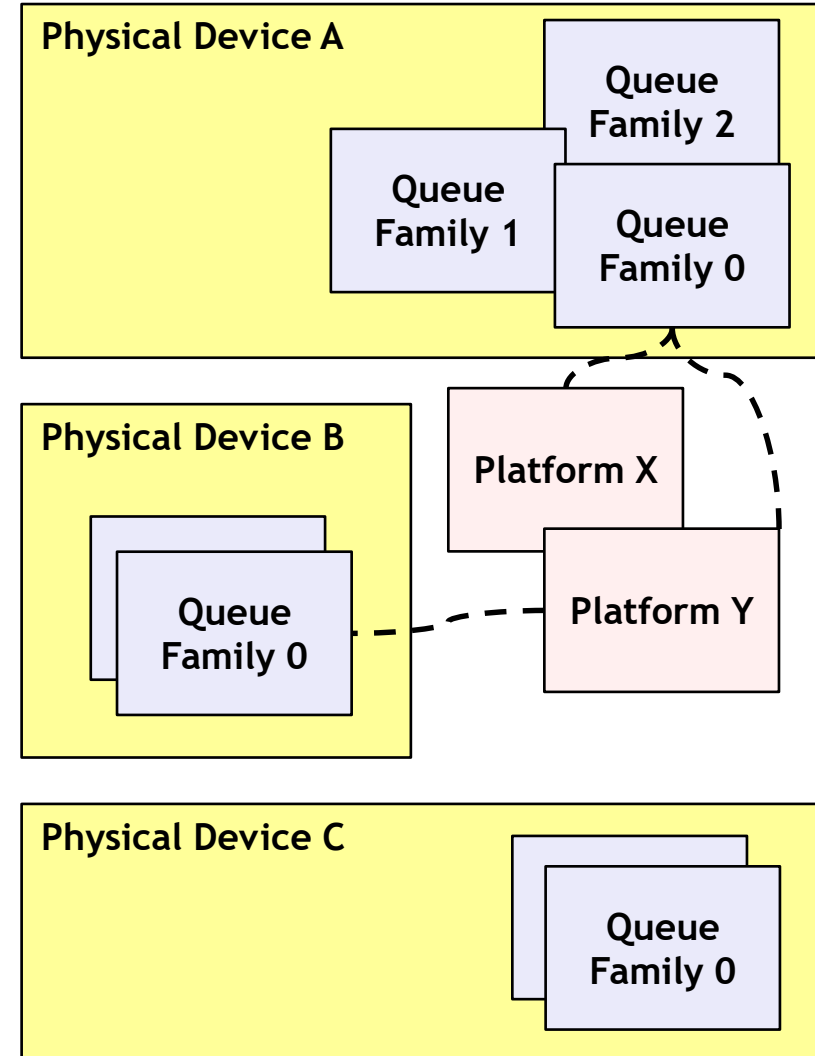 Physical Device A
Queue
Family 2
Queue
Family 1
Queue
Family 0
Physical Device B
Platform X
Queue
Family 0
Platform Y
Physical Device C
Queue
Family 0